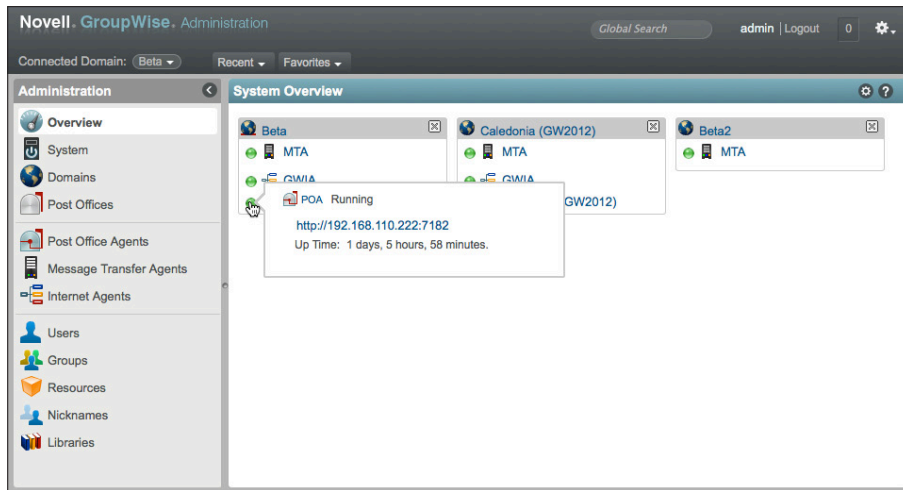 Novell. GroupWise. Administration
Global Search
admin | Logout
0
Connected Domain: Beta
Recent
Favorites
Administration
System Overview
Overview
System
Domains
Post Offices
Post Office Agents
Message Transfer Agents
Internet Agents
Users
Groups
Resources
Nicknames
Libraries
Beta
MTA
GWIA
POA Running
http://192.168.110.222:7182
Up Time: 1 days, 5 hours, 58 minutes.
Caledonia (GW2012)
MTA
GWIA
GW2012)
Beta2
MTA